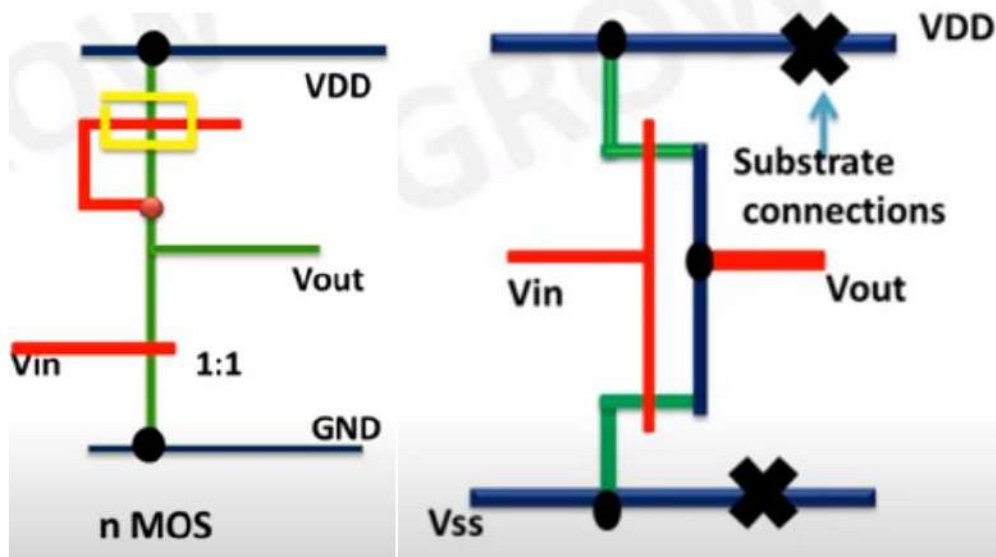 VDD
Vout
Vin
1:1
GND
n MOS
VDD
Substrate
connections
Vin
Vout
Vss